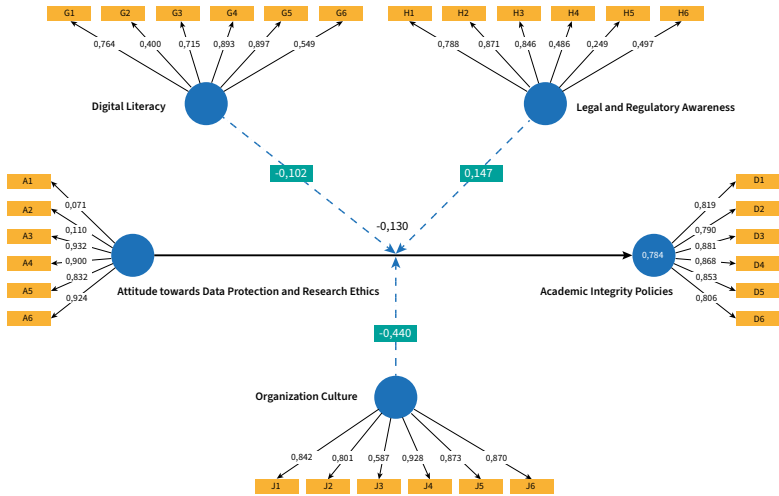 G1 G2 G3 G4 G5 G6
H1 H2 H3 H4 H5 H6
0,764 0,400 0,715 0,893 0,897 0,549
0,788 0,871 0,846 0,486 0,249 0,497
Digital Literacy
Legal and Regulatory Awareness
-0,102
0,147
A1
A2
A3
A4
A5
A6
0,071
0,110
0,932
0,900
0,832
0,924
-0,130
0,784
D1
D2
D3
D4
D5
D6
0,819
0,790
0,881
0,868
0,853
0,806
Attitude towards Data Protection and Research Ethics
Academic Integrity Policies
-0,440
Organization Culture
0,842 0,801 0,587 0,928 0,873 0,870
J1 J2 J3 J4 J5 J6